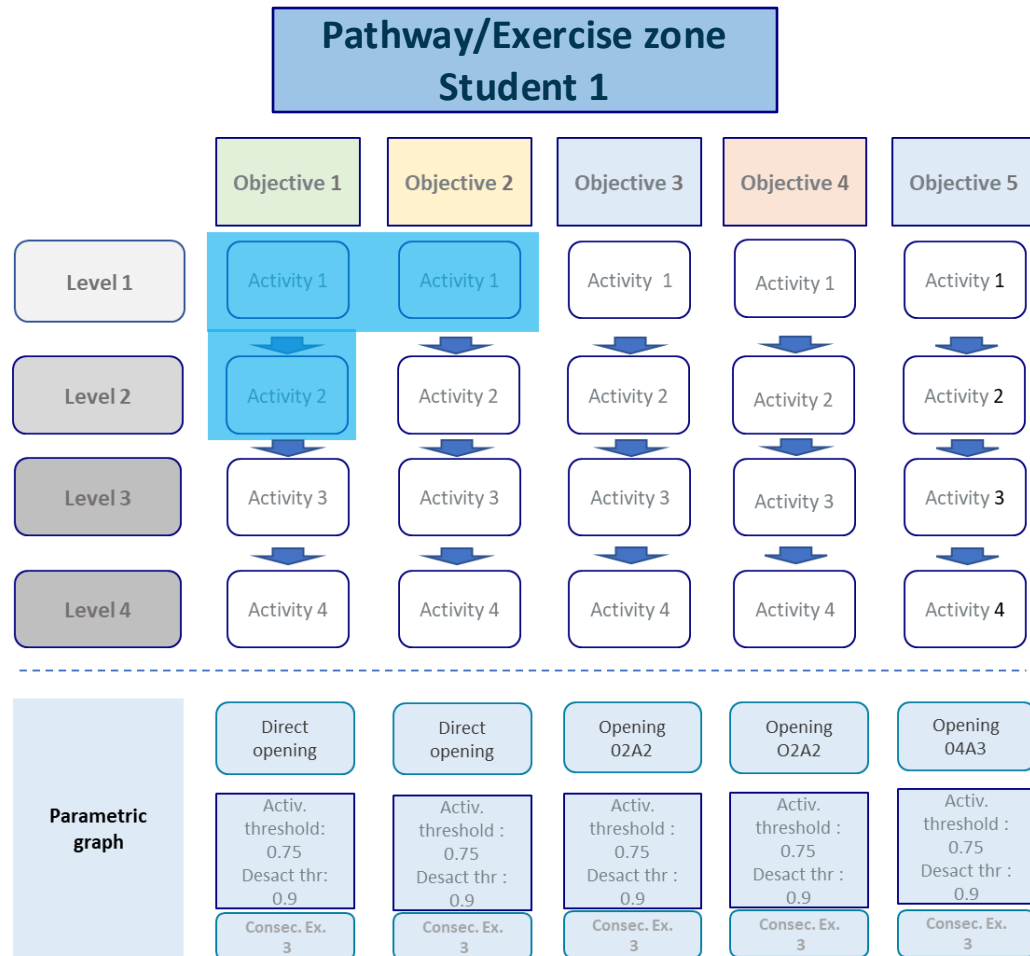 Pathway/Exercise zone
Student 1
Objective 1
Objective 2
Objective 3
Objective 4
Objective 5
Level 1
Activity 1
Activity 1
Activity 1
Activity 1
Activity 1
Level 2
Activity 2
Activity 2
Activity 2
Activity 2
Activity 2
Level 3
Activity 3
Activity 3
Activity 3
Activity 3
Activity 3
Level 4
Activity 4
Activity 4
Activity 4
Activity 4
Activity 4
Parametric
graph
Direct
opening
Direct
opening
Opening
02A2
Opening
O2A2
Opening
04A3
Activ.
threshold:
0.75
Desact thr:
0.9
Activ.
threshold :
0.75
Desact thr :
0.9
Activ.
threshold :
0.75
Desact thr :
0.9
Activ.
threshold :
0.75
Desact thr :
0.9
Activ.
threshold :
0.75
Desact thr :
0.9
Consec. Ex.
3
Consec. Ex.
3
Consec. Ex.
3
Consec. Ex.
3
Consec. Ex.
3